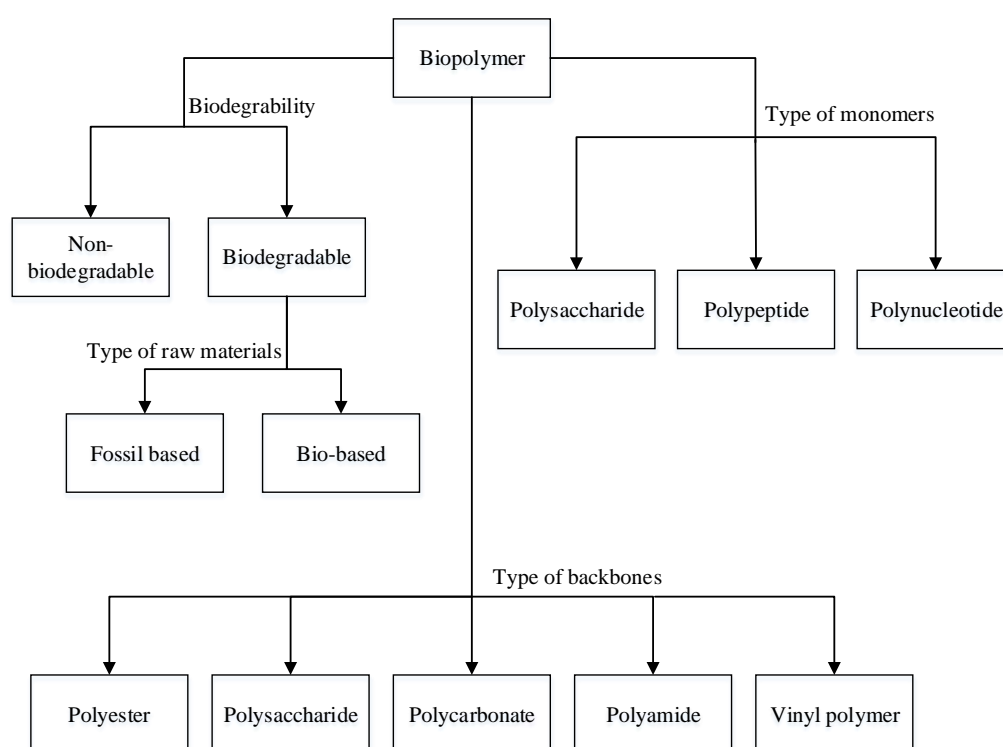 Biopolymer
Biodegrability
Type of monomers
Non-
biodegradable
Biodegradable
Polysaccharide
Polypeptide
Polynucleotide
Type of raw materials
Fossil based
Bio-based
Type of backbones
Polyester
Polysaccharide
Polycarbonate
Polyamide
Vinyl polymer